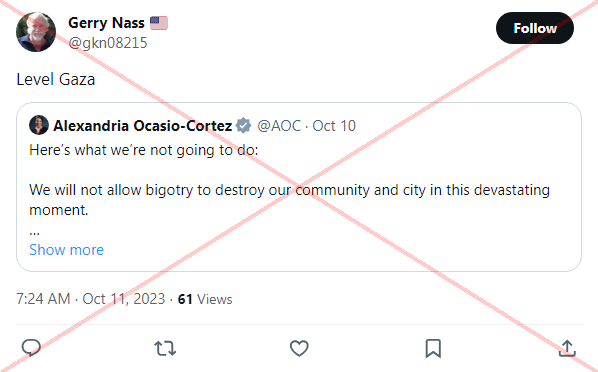 Gerry Nass 🇺🇸
@gkn08215
Follow
Level Gaza
Alexandria Ocasio-Cortez @AOC · Oct 10
Here's what we're not going to do:
We will not allow bigotry to destroy our community and city in this devastating
moment.
...
Show more
7:24 AM · Oct 11, 2023 · 61 Views